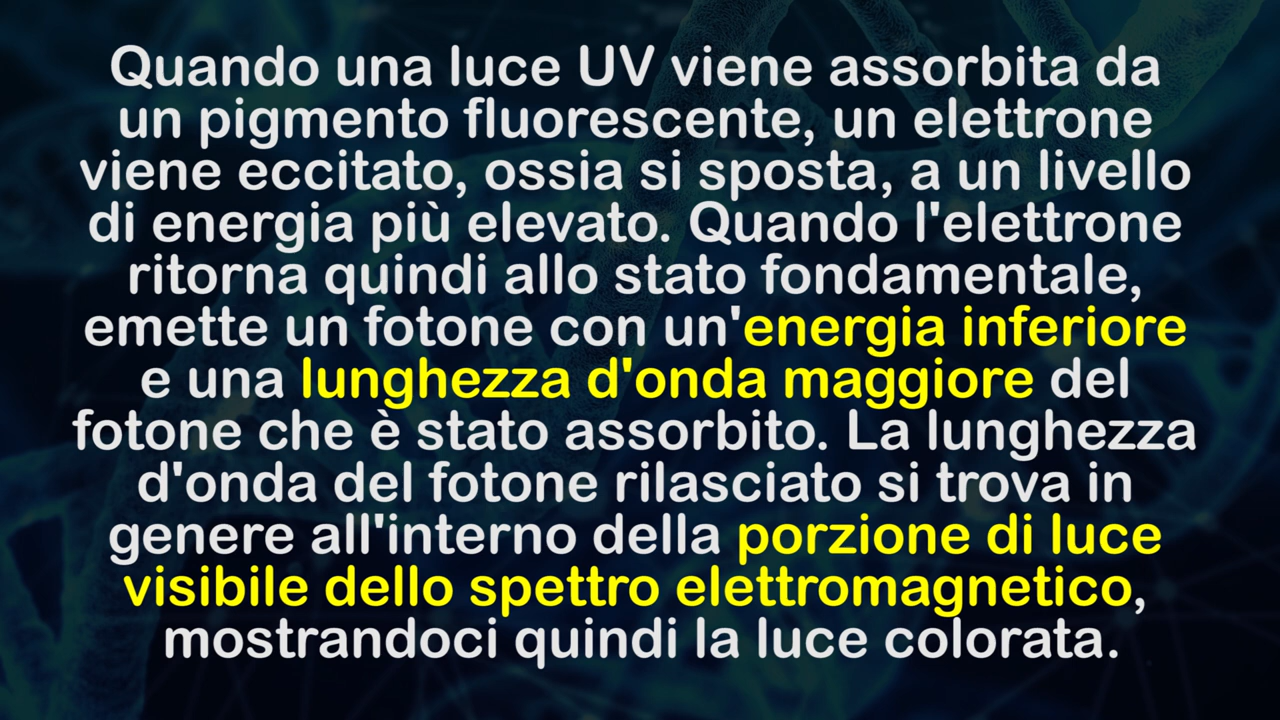 Quando una luce UV viene assorbita da
un pigmento fluorescente, un elettrone
viene eccitato, ossia si sposta, a un livello
di energia più elevato. Quando l'elettrone
ritorna quindi allo stato fondamentale,
emette un fotone con un'energia inferiore
e una lunghezza d'onda maggiore del
fotone che è stato assorbito. La lunghezza
d'onda del fotone rilasciato si trova in
genere all'interno della porzione di luce
visibile dello spettro elettromagnetico,
mostrandoci quindi la luce colorata.